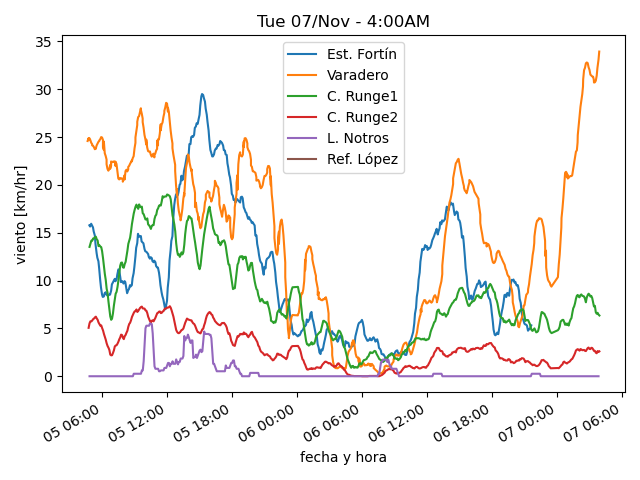 Tue 07/Nov - 4:00AM
Est. Fortín
Varadero
C. Runge1
C. Runge2
L. Notros
Ref. López
viento [km/hr]
35
30
25
20
15
10
5
0
05 06:00
05 12:00
05 18:00
06 00:00
06 06:00
06 12:00
06 18:00
07 00:00
07 06:00
fecha y hora